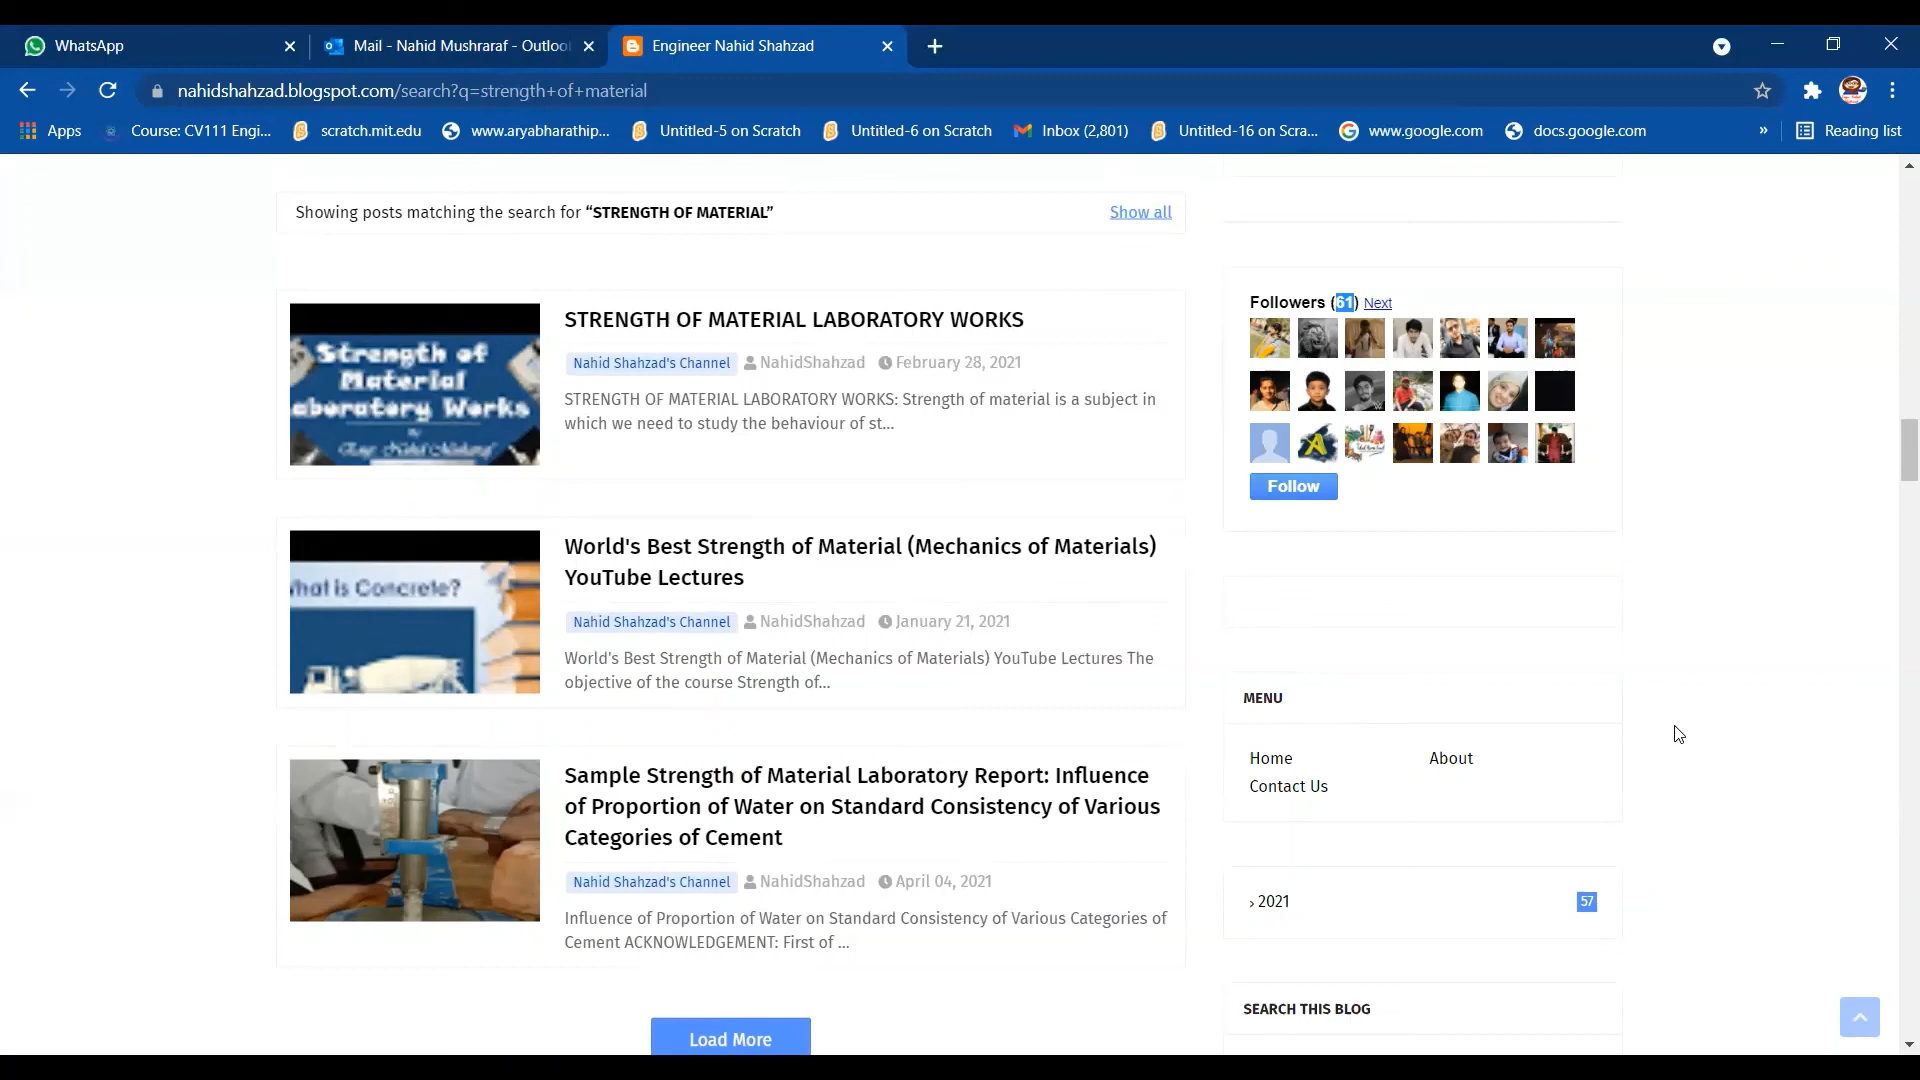 WhatsApp
Mail - Nahid Mushraraf - Outloo
Engineer Nahid Shahzad
nahidshahzad.blogspot.com/search?q=strength+of+material
Apps
Course: CV111 Engi...
scratch.mit.edu
www.aryabharathip...
Untitled-5 on Scratch
Untitled-6 on Scratch
Inbox (2,801)
Untitled-16 on Scra...
www.google.com
docs.google.com
»
Reading list
Showing posts matching the search for “STRENGTH OF MATERIAL”
Show all
Strength of
Material
aboratory Works
By
STRENGTH OF MATERIAL LABORATORY WORKS
Nahid Shahzad's Channel
NahidShahzad
February 28, 2021
STRENGTH OF MATERIAL LABORATORY WORKS: Strength of material is a subject in
which we need to study the behaviour of st...
hat is Concrete?
World's Best Strength of Material (Mechanics of Materials)
YouTube Lectures
Nahid Shahzad's Channel
NahidShahzad
January 21, 2021
World's Best Strength of Material (Mechanics of Materials) YouTube Lectures The
objective of the course Strength of...
Sample Strength of Material Laboratory Report: Influence
of Proportion of Water on Standard Consistency of Various
Categories of Cement
Nahid Shahzad's Channel
NahidShahzad
April 04, 2021
Influence of Proportion of Water on Standard Consistency of Various Categories of
Cement ACKNOWLEDGEMENT: First of ...
Load More
Followers (61) Next
Follow
MENU
Home
About
Contact Us
› 2021
57
SEARCH THIS BLOG